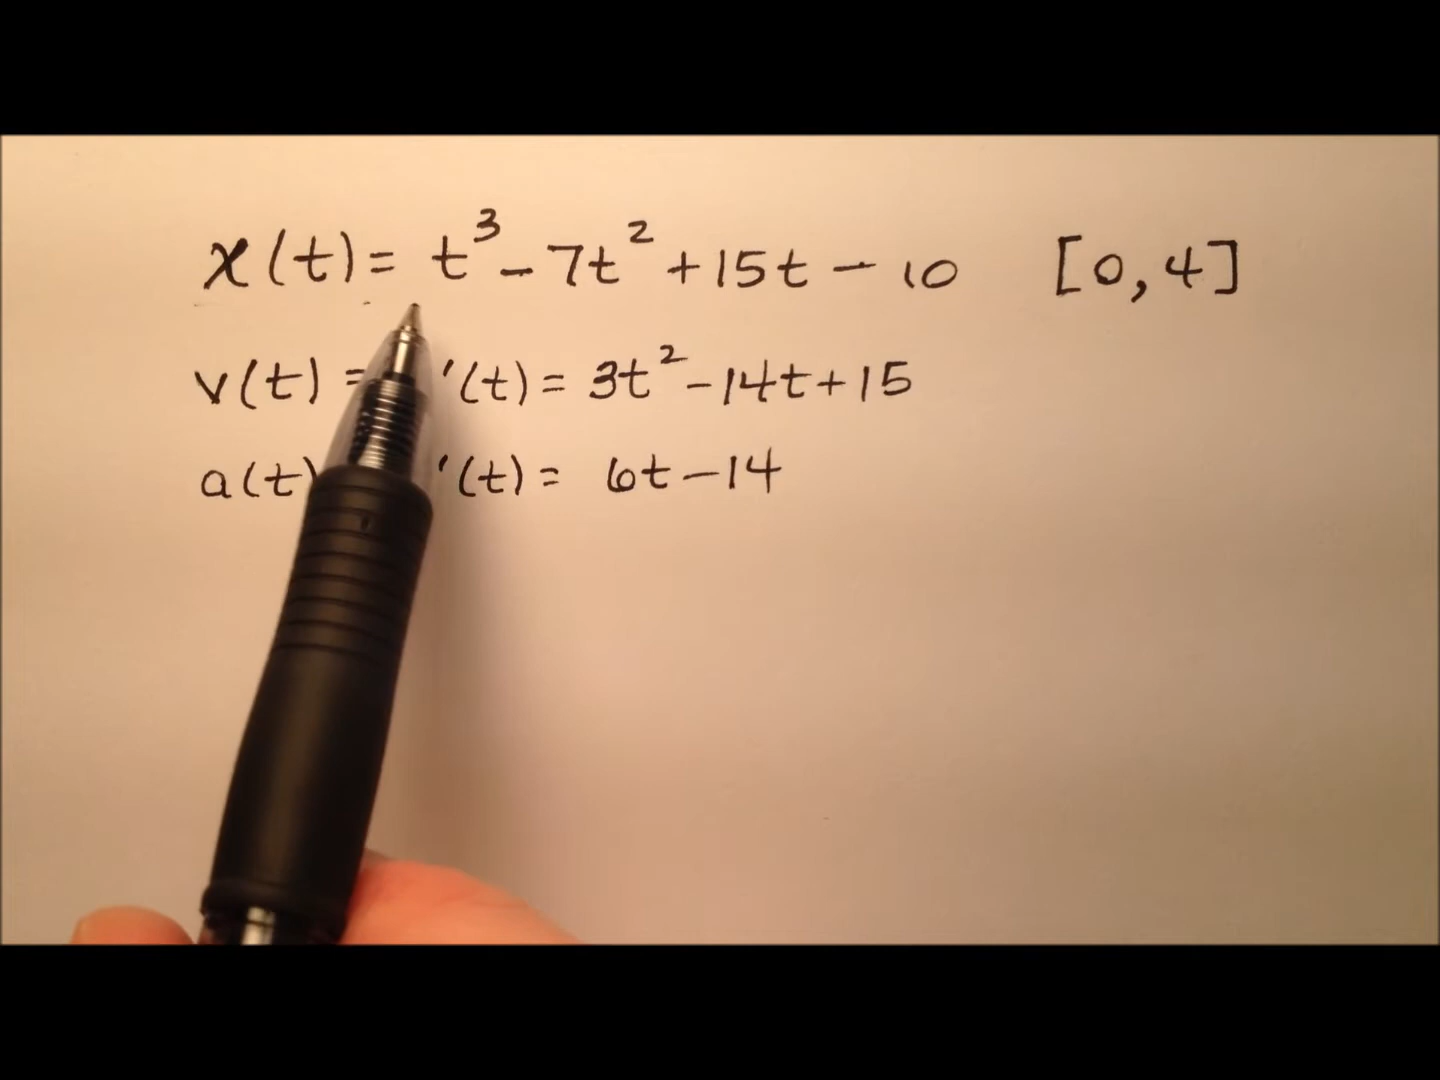 x(t) = t³ - 7t² + 15t - 10 [0,4]
v(t) = '(t) = 3t² - 14t + 15
a(t) '(t) = 6t - 14